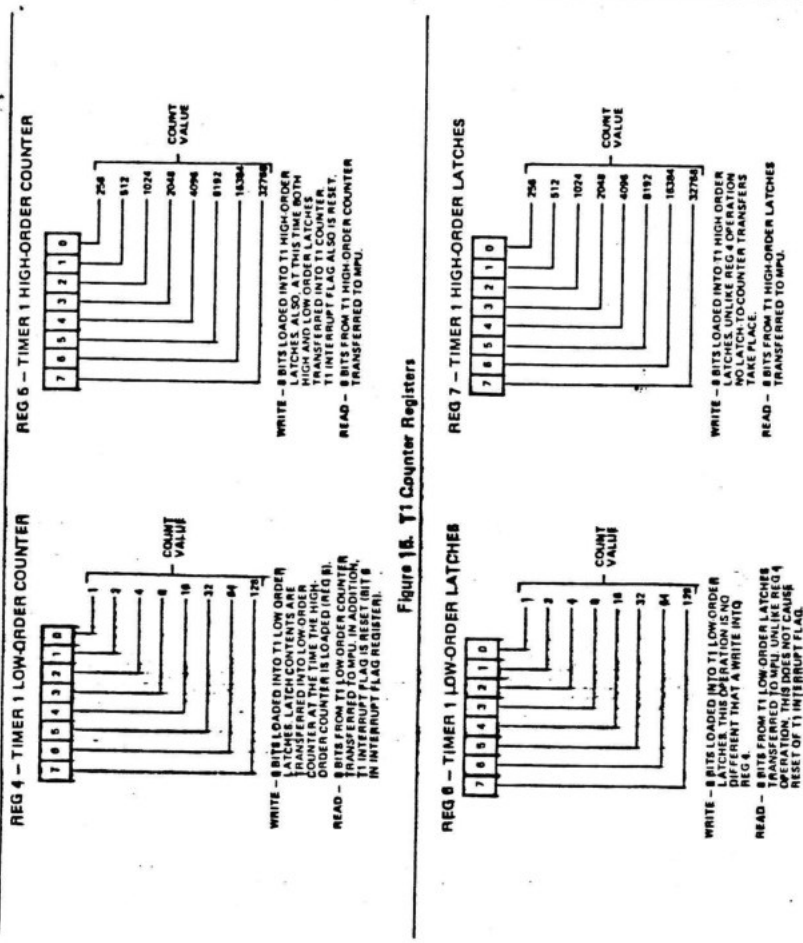 REG 4 – TIMER 1 LOW-ORDER COUNTER
7 6 5 4 3 2 1 0
1
2
4
8
16
32
64
128
COUNT
VALUE
WRITE – 8 BITS LOADED INTO T1 LOW ORDER
LATCHES. LATCH CONTENTS ARE
TRANSFERRED INTO LOW-ORDER
COUNTER AT THE TIME THE HIGH-
ORDER COUNTER IS LOADED (REG 5).
READ – 8 BITS FROM T1 LOW ORDER COUNTER
TRANSFERRED TO MPU. IN ADDITION,
T1 INTERRUPT FLAG IS RESET (BIT 6
IN INTERRUPT FLAG REGISTER).
REG 5 – TIMER 1 HIGH-ORDER COUNTER
7 6 5 4 3 2 1 0
256
512
1024
2048
4096
8192
16384
32768
COUNT
VALUE
WRITE – 8 BITS LOADED INTO T1 HIGH-ORDER
LATCHES. ALSO, AT THIS TIME BOTH
HIGH AND LOW ORDER LATCHES
TRANSFERRED INTO T1 COUNTER.
T1 INTERRUPT FLAG ALSO IS RESET.
READ – 8 BITS FROM T1 HIGH-ORDER COUNTER
TRANSFERRED TO MPU.
Figure 15. T1 Counter Registers
REG 6 – TIMER 1 LOW-ORDER LATCHES
7 6 5 4 3 2 1 0
1
2
4
8
16
32
64
128
COUNT
VALUE
WRITE – 8 BITS LOADED INTO T1 LOW-ORDER
LATCHES. THIS OPERATION IS NO
DIFFERENT THAT A WRITE INTO
REG 4.
READ – 8 BITS FROM T1 LOW-ORDER LATCHES
TRANSFERRED TO MPU. UNLIKE REG 4
OPERATION, THIS DOES NOT CAUSE
RESET OF T1 INTERRUPT FLAG.
REG 7 – TIMER 1 HIGH-ORDER LATCHES
7 6 5 4 3 2 1 0
256
512
1024
2048
4096
8192
16384
32768
COUNT
VALUE
WRITE – 8 BITS LOADED INTO T1 HIGH ORDER
LATCHES. UNLIKE REG 4 OPERATION
NO LATCH-TO-COUNTER TRANSFERS
TAKE PLACE.
READ – 8 BITS FROM T1 HIGH-ORDER LATCHES
TRANSFERRED TO MPU.